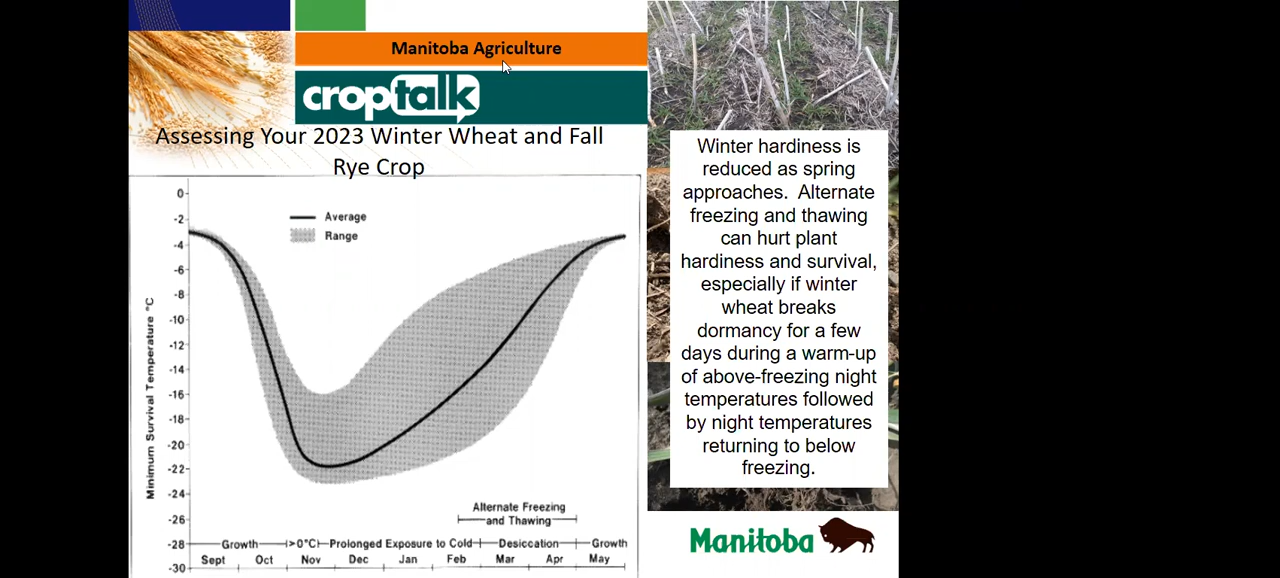 Manitoba Agriculture
croptalk
Assessing Your 2023 Winter Wheat and Fall
Rye Crop
0
-2
-4
-6
-8
-10
-12
-14
-16
-18
-20
-22
-24
-26
-28
-30
Minimum Survival Temperature °C
Average
Range
Alternate Freezing
and Thawing
Growth
>0°C
Prolonged Exposure to Cold
Desiccation
Growth
Sept Oct Nov Dec Jan Feb Mar Apr May
Winter hardiness is
reduced as spring
approaches. Alternate
freezing and thawing
can hurt plant
hardiness and survival,
especially if winter
wheat breaks
dormancy for a few
days during a warm-up
of above-freezing night
temperatures followed
by night temperatures
returning to below
freezing.
Manitoba